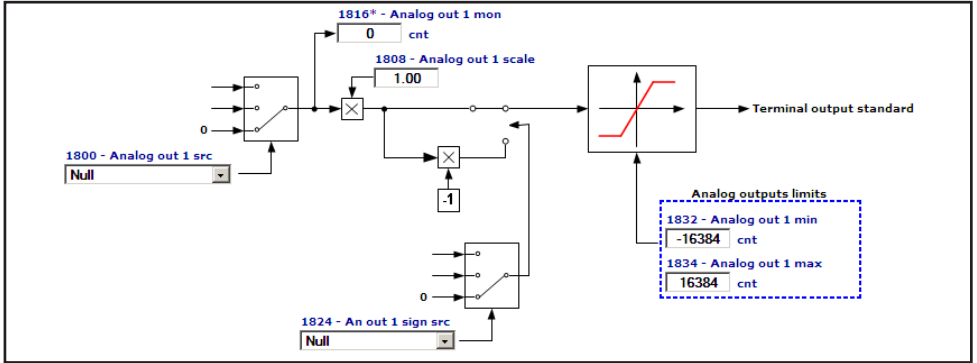 1816* - Analog out 1 mon
0 cnt
1808 - Analog out 1 scale
1.00
0
1800 - Analog out 1 src
Null
-1
Terminal output standard
Analog outputs limits
1832 - Analog out 1 min
-16384 cnt
1834 - Analog out 1 max
16384 cnt
0
1824 - An out 1 sign src
Null